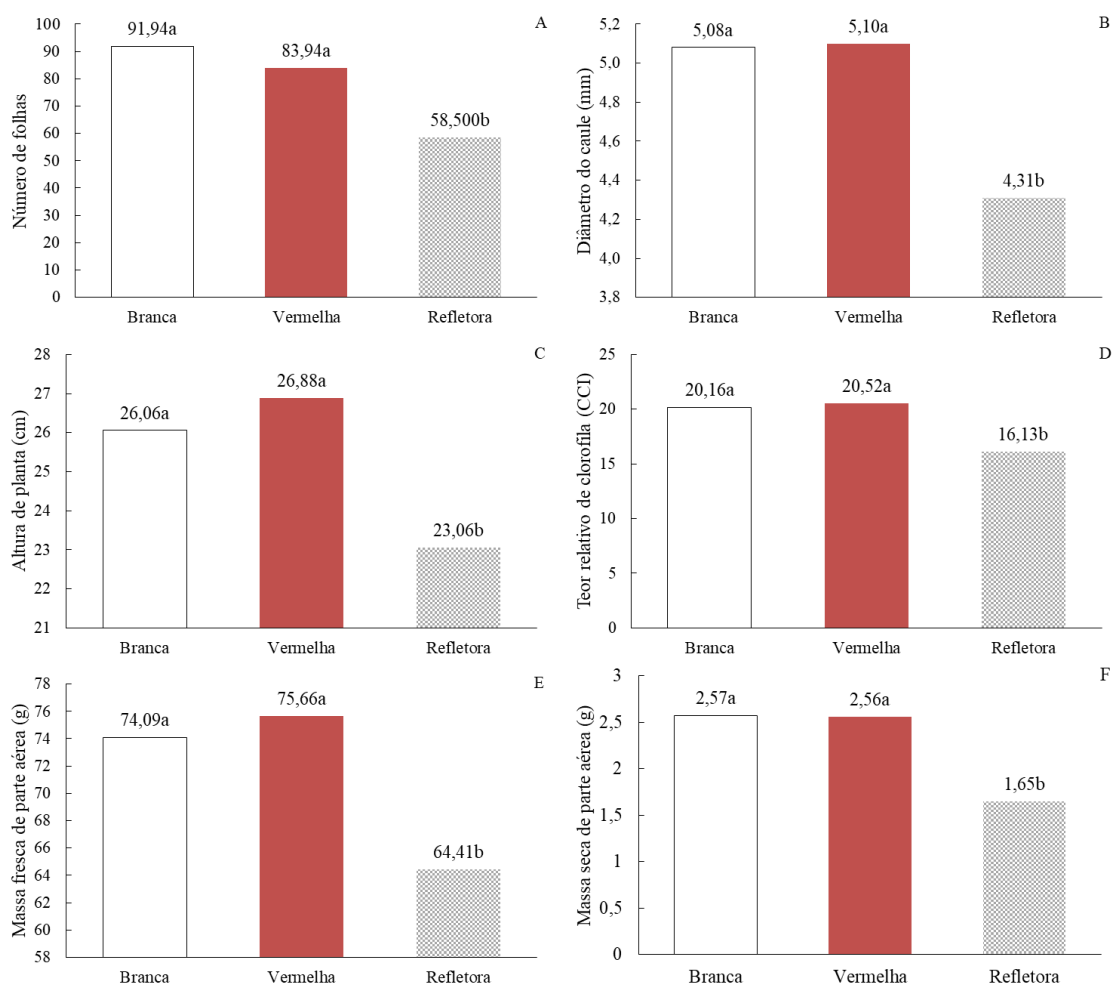 A
Número de folhas
100
90
80
70
60
50
40
30
20
10
0
91,94a
83,94a
58,500b
Branca
Vermelha
Refletora
B
Diâmetro do caule (mm)
5,2
5,0
4,8
4,6
4,4
4,2
4,0
3,8
5,08a
5,10a
4,31b
Branca
Vermelha
Refletora
C
Altura de planta (cm)
28
27
26
25
24
23
22
21
26,06a
26,88a
23,06b
Branca
Vermelha
Refletora
D
Teor relativo de clorofila (CCI)
25
20
15
10
5
0
20,16a
20,52a
16,13b
Branca
Vermelha
Refletora
E
Massa fresca de parte aérea (g)
78
76
74
72
70
68
66
64
62
60
58
74,09a
75,66a
64,41b
Branca
Vermelha
Refletora
F
Massa seca de parte aérea (g)
3
2,5
2
1,5
1
0,5
0
2,57a
2,56a
1,65b
Branca
Vermelha
Refletora